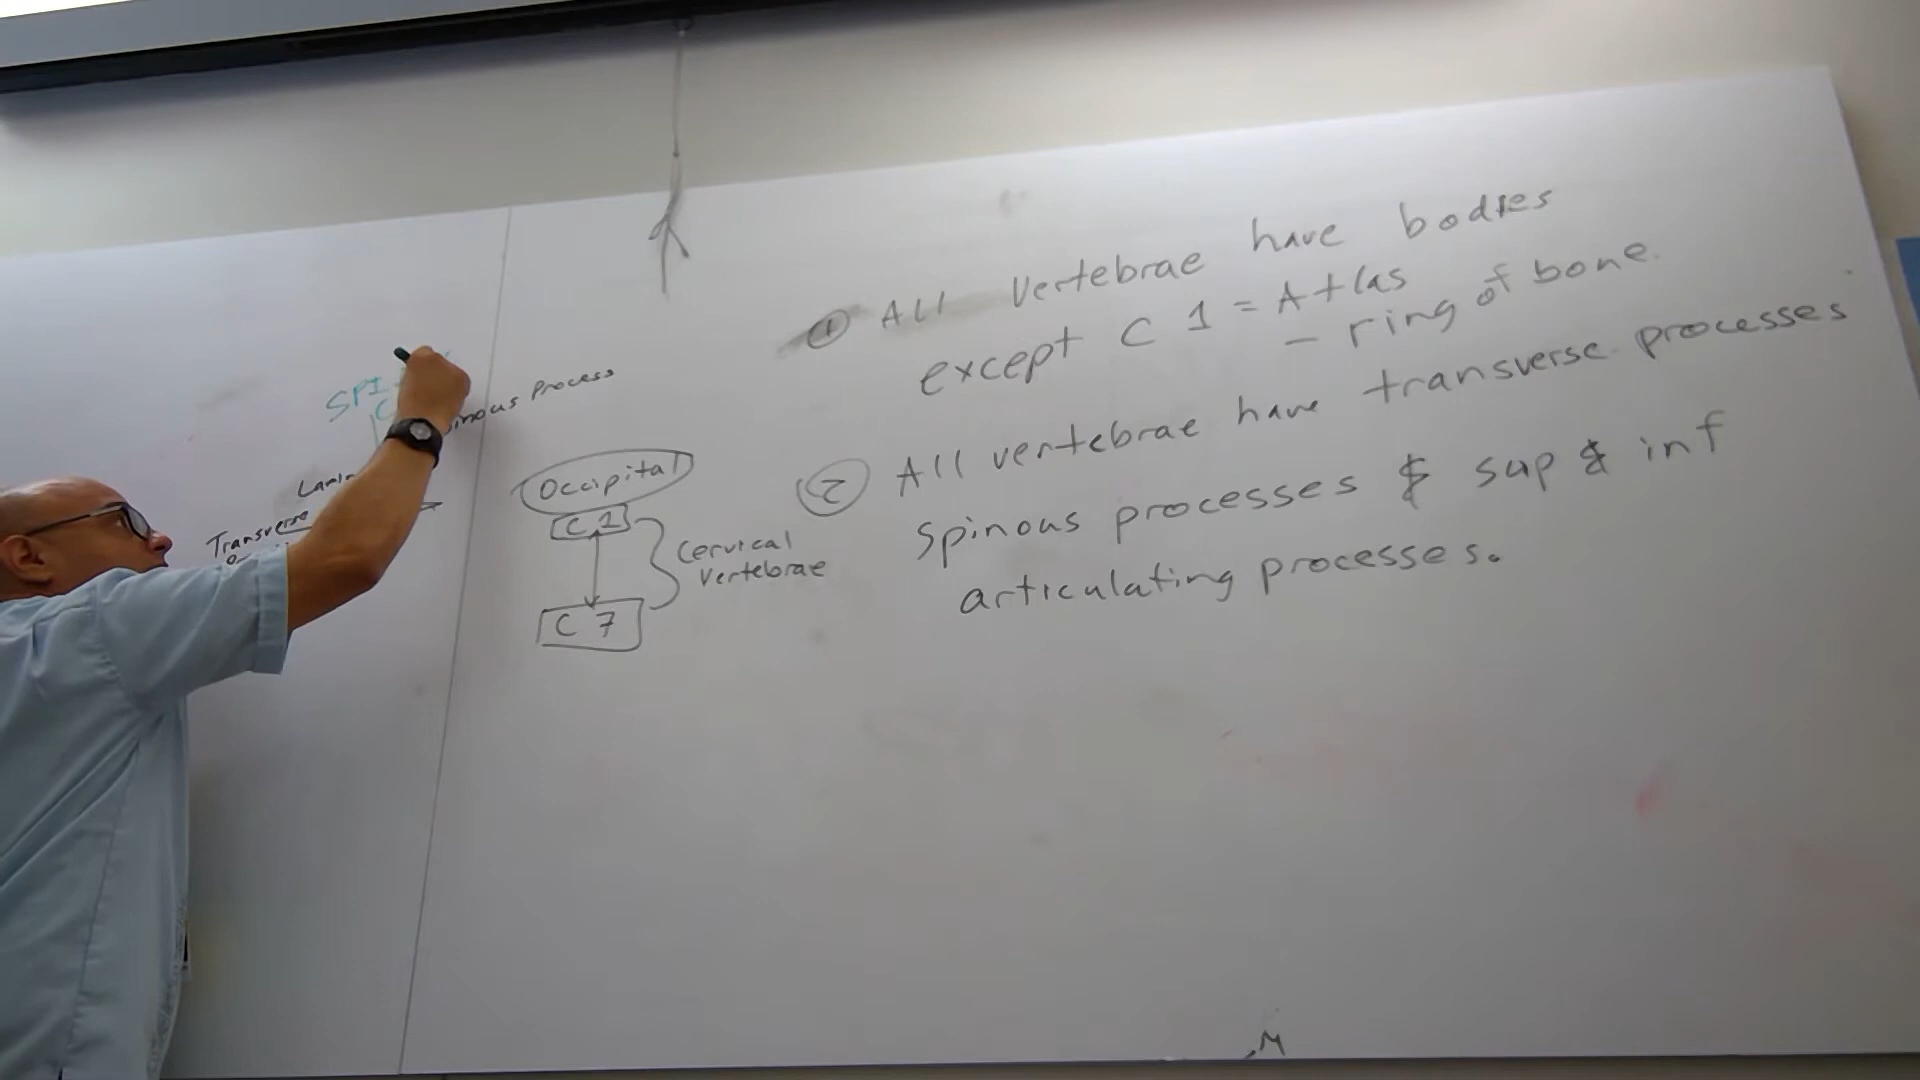 SPI
Process
Transverse
Occipital
C 1
Cervical
Vertebrae
C 7
① All Vertebrae have bodies
except C 1 = Atlas
- ring of bone.
② All vertebrae have transverse processes
Spinous processes & sup & inf
articulating processes.
M